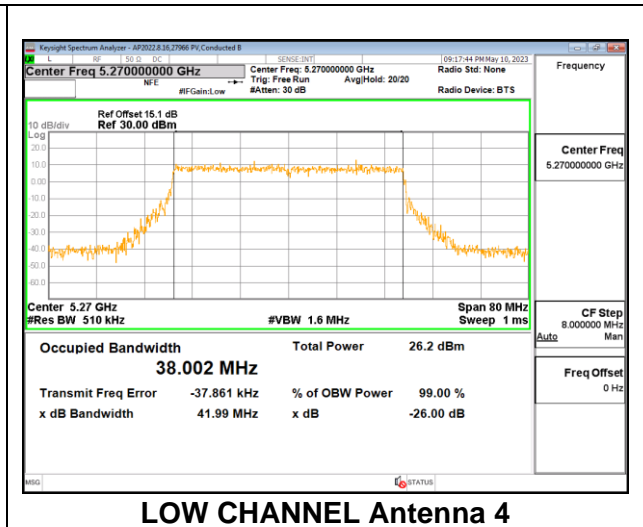 Keysight Spectrum Analyzer - AP2022.8.16,27966 PV,Conducted B
L RF 50 Ω DC SENSE:INT 09:17:44 PM May 10, 2023
Center Freq 5.270000000 GHz Center Freq: 5.270000000 GHz Radio Std: None Frequency
NFE Trig: Free Run Avg|Hold: 20/20
#IFGain:Low #Atten: 30 dB Radio Device: BTS
Ref Offset 15.1 dB
10 dB/div Ref 30.00 dBm
Log
20.0
10.0
0.00
-10.0
-20.0
-30.0
-40.0
-50.0
-60.0
Center Freq
5.270000000 GHz
Center 5.27 GHz Span 80 MHz
#Res BW 510 kHz #VBW 1.6 MHz Sweep 1 ms
CF Step
8.000000 MHz
Auto Man
Occupied Bandwidth Total Power 26.2 dBm
38.002 MHz
Freq Offset
0 Hz
Transmit Freq Error -37.861 kHz % of OBW Power 99.00 %
x dB Bandwidth 41.99 MHz x dB -26.00 dB
MSG STATUS
LOW CHANNEL Antenna 4